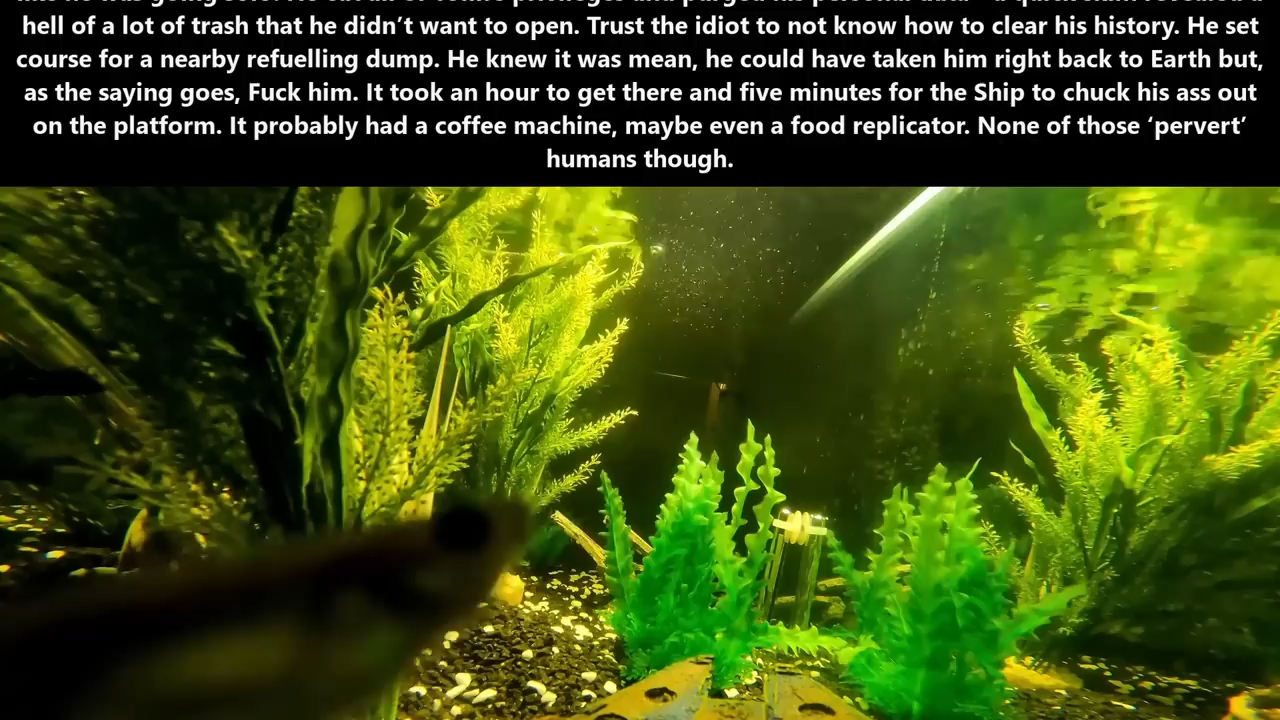 hell of a lot of trash that he didn’t want to open. Trust the idiot to not know how to clear his history. He set
course for a nearby refuelling dump. He knew it was mean, he could have taken him right back to Earth but,
as the saying goes, Fuck him. It took an hour to get there and five minutes for the Ship to chuck his ass out
on the platform. It probably had a coffee machine, maybe even a food replicator. None of those ‘pervert’
humans though.